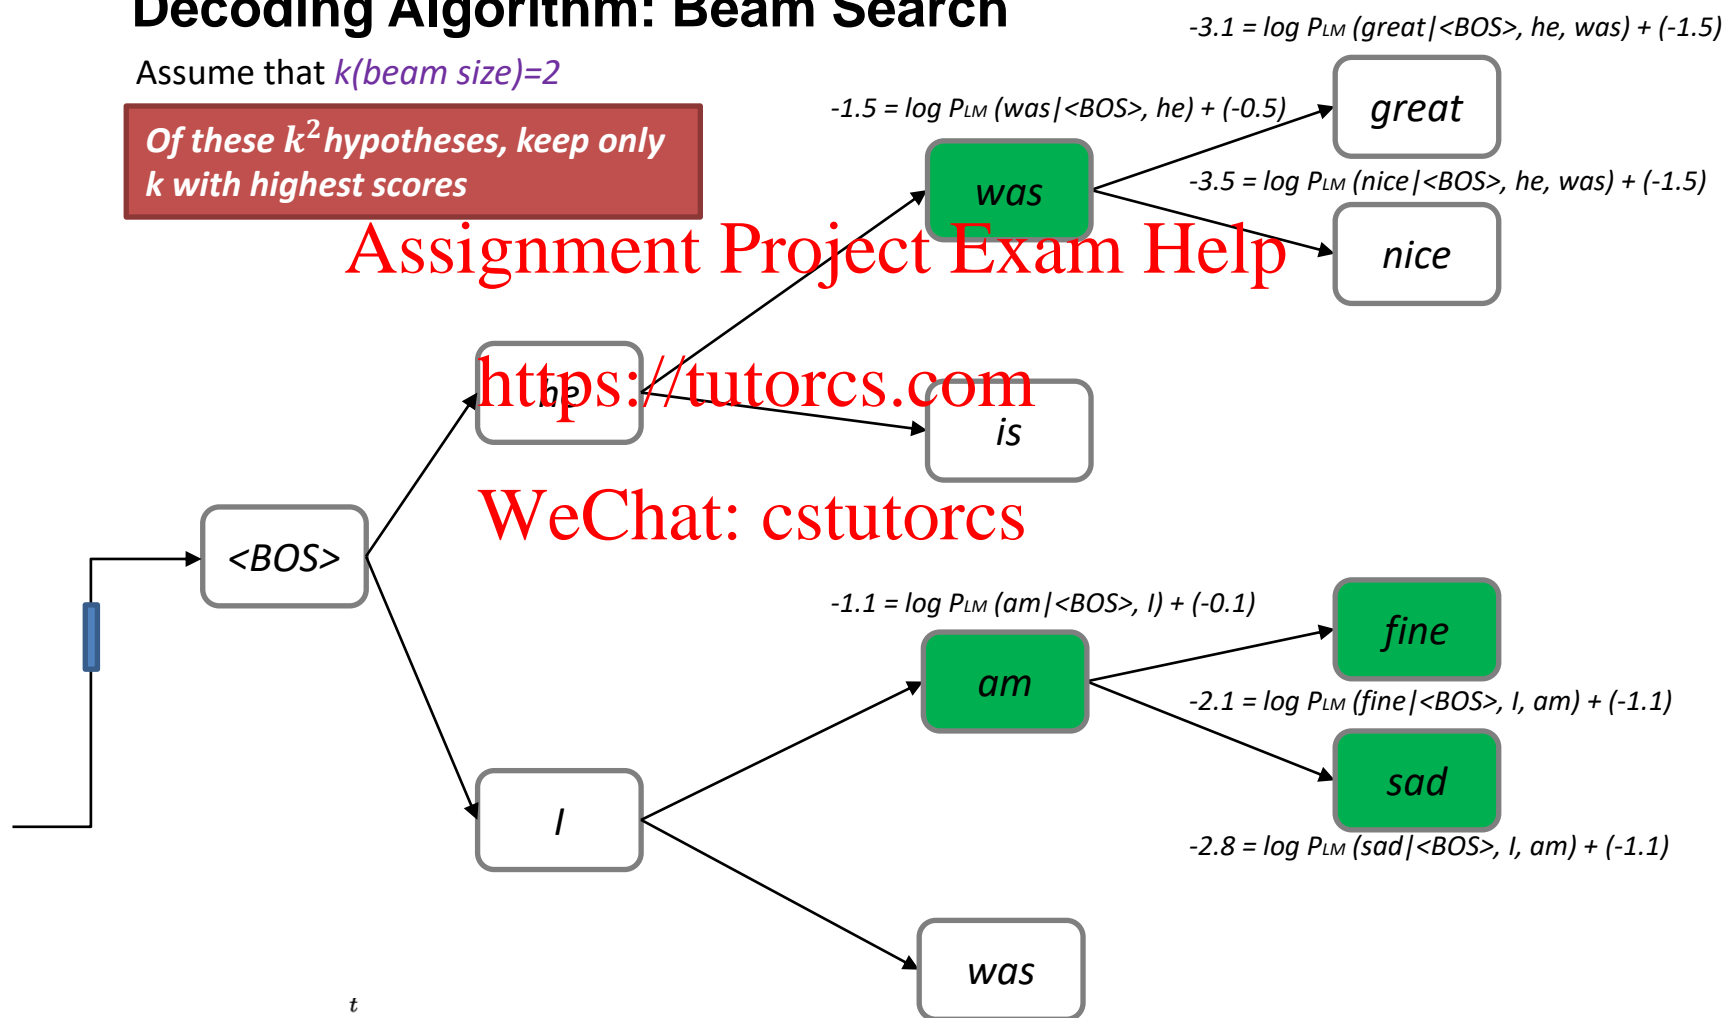 Decoding Algorithm: Beam Search
-3.1 = log PLM (great|<BOS>, he, was) + (-1.5)
Assume that k(beam size)=2
great
-1.5 = log PLM (was|<BOS>, he) + (-0.5)
Of these k² hypotheses, keep only
k with highest scores
was
-3.5 = log PLM (nice|<BOS>, he, was) + (-1.5)
Assignment Project Exam Help
nice
he
https://tutorcs.com
is
WeChat: cstutorcs
<BOS>
-1.1 = log PLM (am|<BOS>, I) + (-0.1)
fine
am
-2.1 = log PLM (fine|<BOS>, I, am) + (-1.1)
sad
I
-2.8 = log PLM (sad|<BOS>, I, am) + (-1.1)
was
t